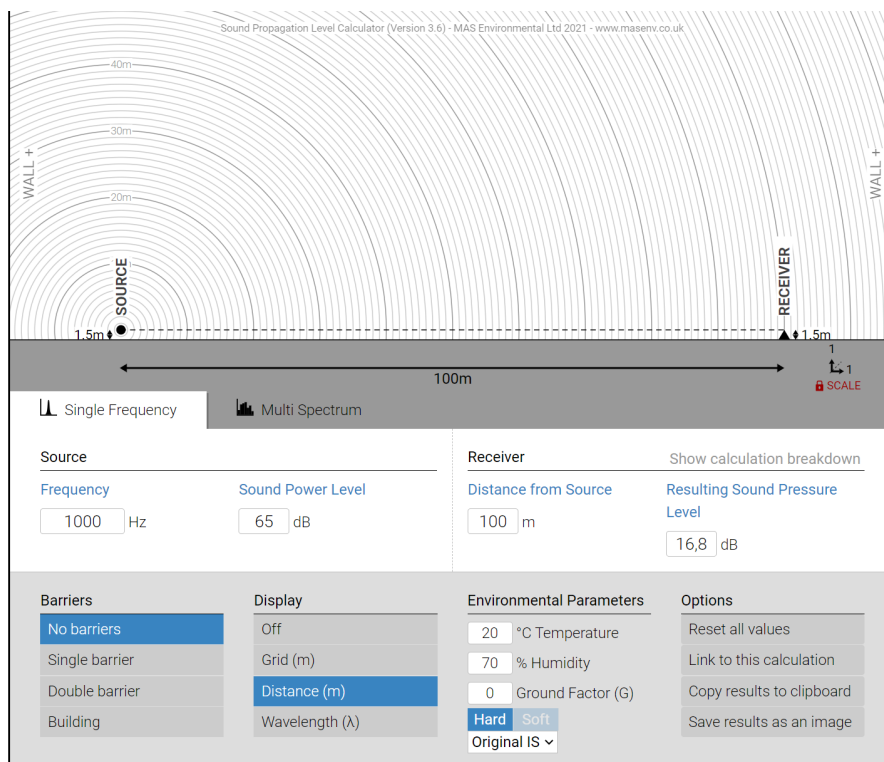 Sound Propagation Level Calculator (Version 3.6) - MAS Environmental Ltd 2021 - www.masenv.co.uk
40m
30m
WALL +
WALL +
20m
SOURCE
RECEIVER
1.5m
1.5m
1
1
100m
SCALE
Single Frequency
Multi Spectrum
Source
Receiver
Show calculation breakdown
Frequency
Sound Power Level
Distance from Source
Resulting Sound Pressure
Level
1000 Hz
65 dB
100 m
16,8 dB
Barriers
Display
Environmental Parameters
Options
No barriers
Off
20 °C Temperature
Reset all values
Single barrier
Grid (m)
70 % Humidity
Link to this calculation
Double barrier
Distance (m)
0 Ground Factor (G)
Copy results to clipboard
Building
Wavelength (λ)
Hard Soft
Save results as an image
Original IS